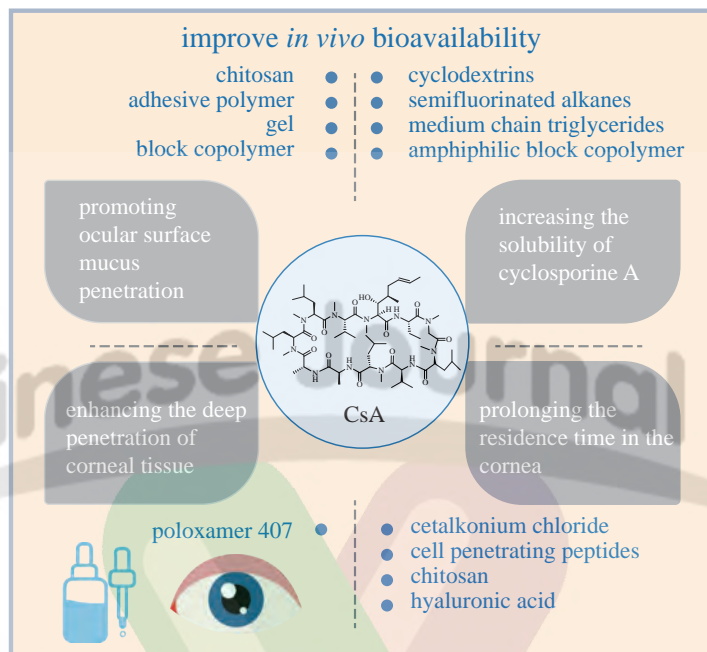 improve in vivo bioavailability
chitosan
adhesive polymer
gel
block copolymer
cyclodextrins
semifluorinated alkanes
medium chain triglycerides
amphiphilic block copolymer
promoting
ocular surface
mucus
penetration
increasing the
solubility of
cyclosporine A
CsA
enhancing the deep
penetration of
corneal tissue
prolonging the
residence time in the
cornea
poloxamer 407
cetalkonium chloride
cell penetrating peptides
chitosan
hyaluronic acid